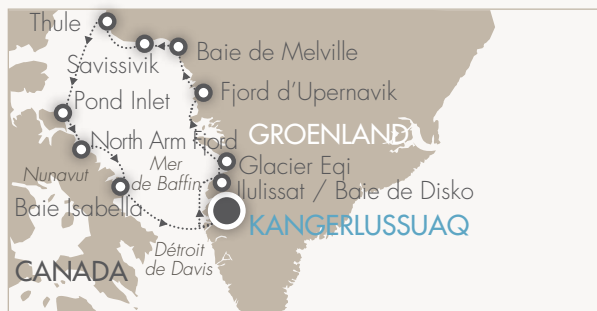 Thule
Savissivik
Baie de Melville
Pond Inlet
Fjord d'Upernavik
North Arm Fjord
GROENLAND
Nunavut
Mer
de Baffin
Glacier Eqi
Ilulissat / Baie de Disko
Baie Isabella
KANGERLUSSUAQ
Détroit
de Davis
CANADA